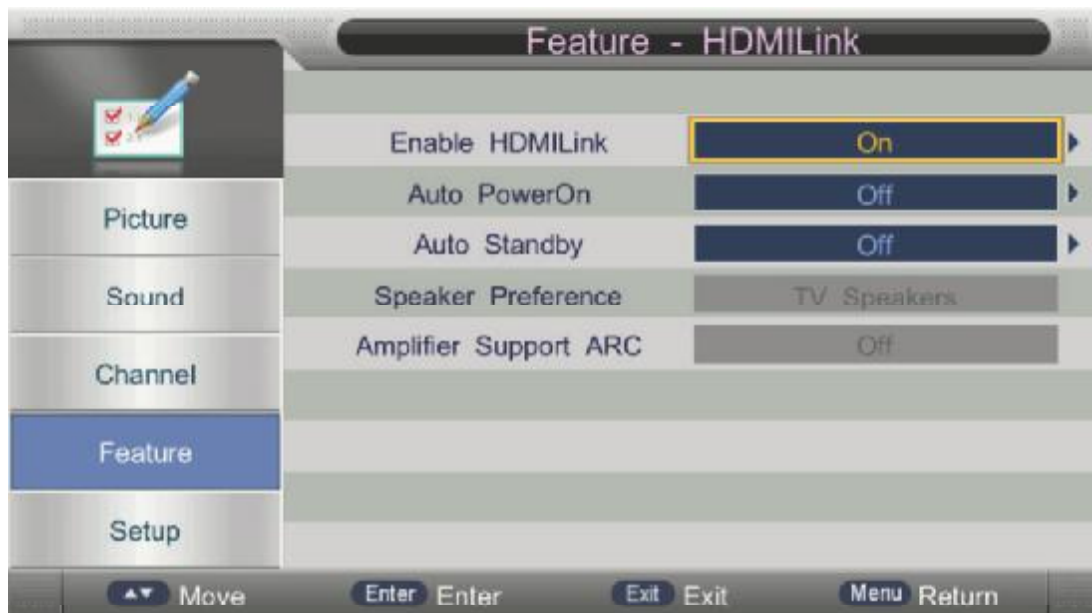 Feature - HDMILink
Enable HDMILink On
Auto PowerOn Off
Auto Standby Off
Speaker Preference TV Speakers
Amplifier Support ARC Off
Picture
Sound
Channel
Feature
Setup
Move Enter Enter Exit Exit Menu Return